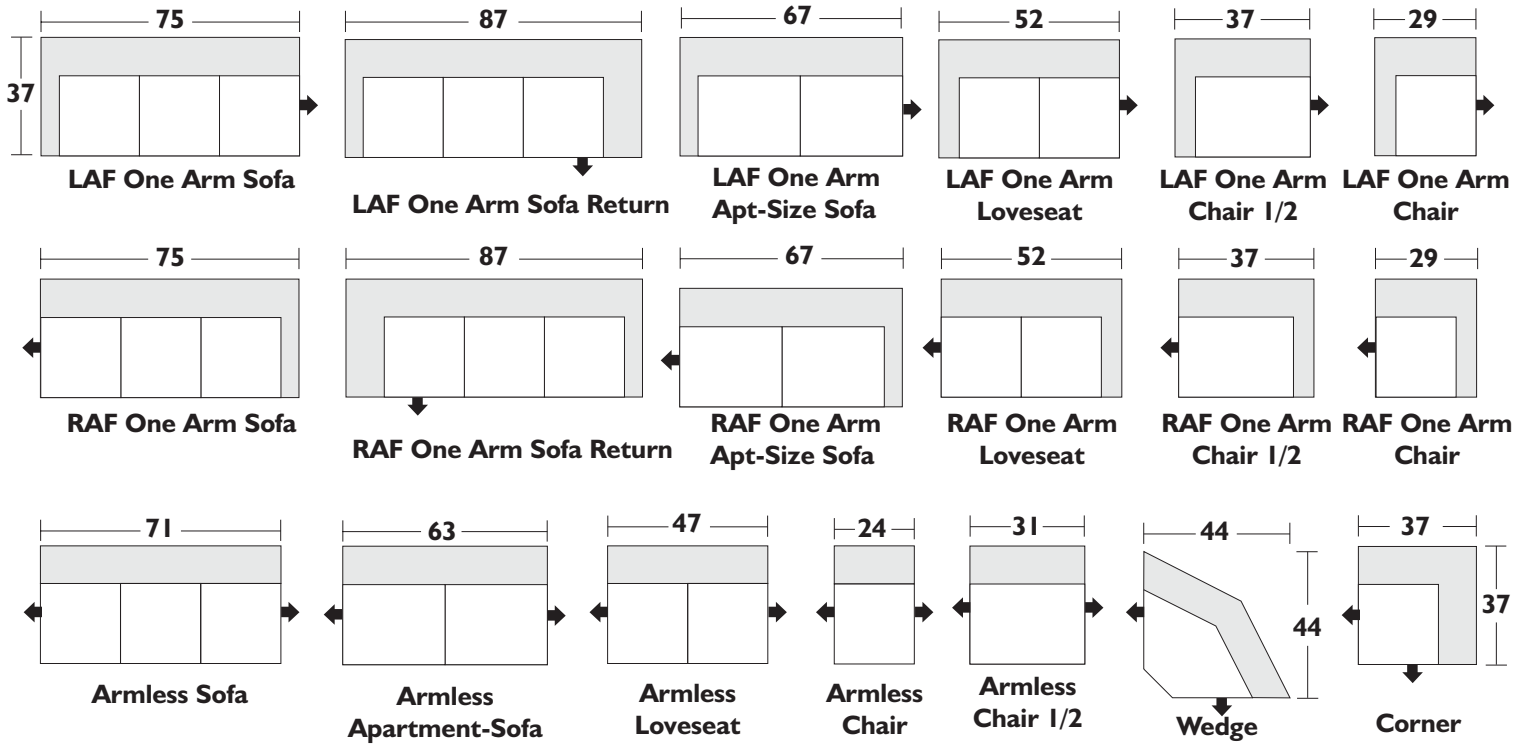 75
87
67
52
37
29
37
LAF One Arm Sofa
LAF One Arm Sofa Return
LAF One Arm
Apt-Size Sofa
LAF One Arm
Loveseat
LAF One Arm
Chair 1/2
LAF One Arm
Chair
75
87
67
52
37
29
RAF One Arm Sofa
RAF One Arm Sofa Return
RAF One Arm
Apt-Size Sofa
RAF One Arm
Loveseat
RAF One Arm
Chair 1/2
RAF One Arm
Chair
71
63
47
24
31
44
37
44
37
Armless Sofa
Armless
Apartment-Sofa
Armless
Loveseat
Armless
Chair
Armless
Chair 1/2
Wedge
Corner